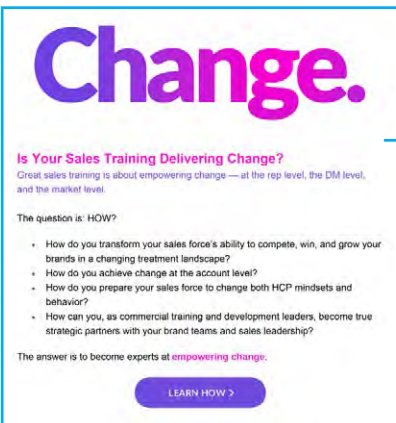 Change.
Is Your Sales Training Delivering Change?
Great sales training is about empowering change — at the rep level, the DM level,
and the market level.
The question is: HOW?
• How do you transform your sales force's ability to compete, win, and grow your
brands in a changing treatment landscape?
• How do you achieve change at the account level?
• How do you prepare your sales force to change both HCP mindsets and
behavior?
• How can you, as commercial training and development leaders, become true
strategic partners with your brand teams and sales leadership?
The answer is to become experts at empowering change.
LEARN HOW >